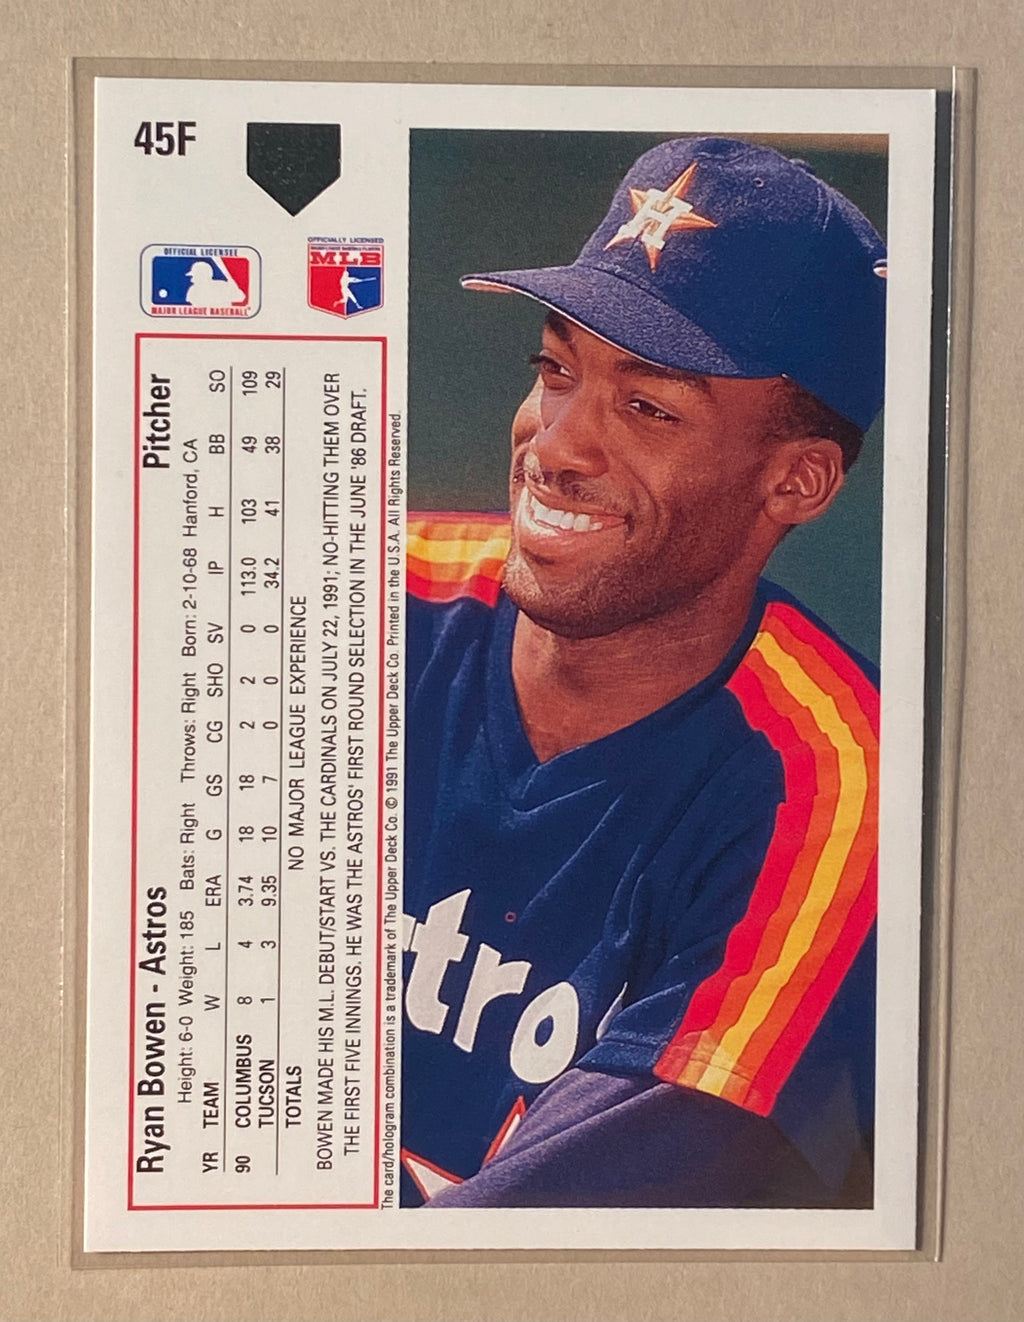 45F
OFFICIAL LICENSEE
MAJOR LEAGUE BASEBALL
OFFICIALLY LICENSED
MLB
Ryan Bowen - Astros Pitcher
Height: 6-0 Weight: 185 Bats: Right Throws: Right Born: 2-10-68 Hanford, CA
YR TEAM W L ERA G GS CG SHO SV IP H BB SO
90 COLUMBUS 8 4 3.74 18 18 2 2 0 113.0 103 49 109
TUCSON 1 3 9.35 10 7 0 0 0 34.2 41 38 29
TOTALS NO MAJOR LEAGUE EXPERIENCE
BOWEN MADE HIS M.L. DEBUT/START VS. THE CARDINALS ON JULY 22, 1991; NO-HITTING THEM OVER
THE FIRST FIVE INNINGS. HE WAS THE ASTROS' FIRST ROUND SELECTION IN THE JUNE '86 DRAFT.
The card/hologram combination is a trademark of The Upper Deck Co. © 1991 The Upper Deck Co. Printed in the U.S.A. All Rights Reserved.
H
stro